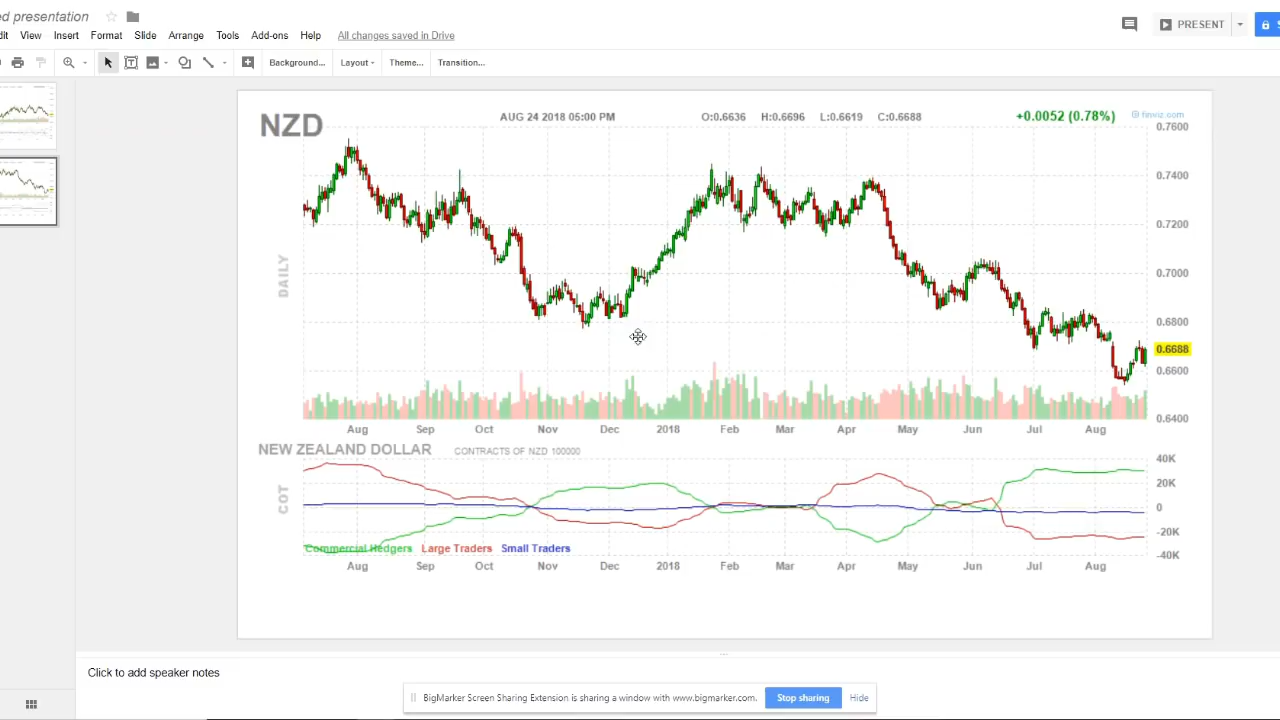 ed presentation
PRESENT
dit View Insert Format Slide Arrange Tools Add-ons Help All changes saved in Drive
Background... Layout Theme... Transition...
NZD AUG 24 2018 05:00 PM O:0.6636 H:0.6696 L:0.6619 C:0.6688 +0.0052 (0.78%) © finviz.com
0.7600
0.7400
0.7200
DAILY
0.7000
0.6800
0.6688
0.6600
0.6400
Aug Sep Oct Nov Dec 2018 Feb Mar Apr May Jun Jul Aug
NEW ZEALAND DOLLAR CONTRACTS OF NZD 100000
40K
20K
COT
0
-20K
Commercial Hedgers Large Traders Small Traders
-40K
Aug Sep Oct Nov Dec 2018 Feb Mar Apr May Jun Jul Aug
Click to add speaker notes
BigMarker Screen Sharing Extension is sharing a window with www.bigmarker.com. Stop sharing Hide